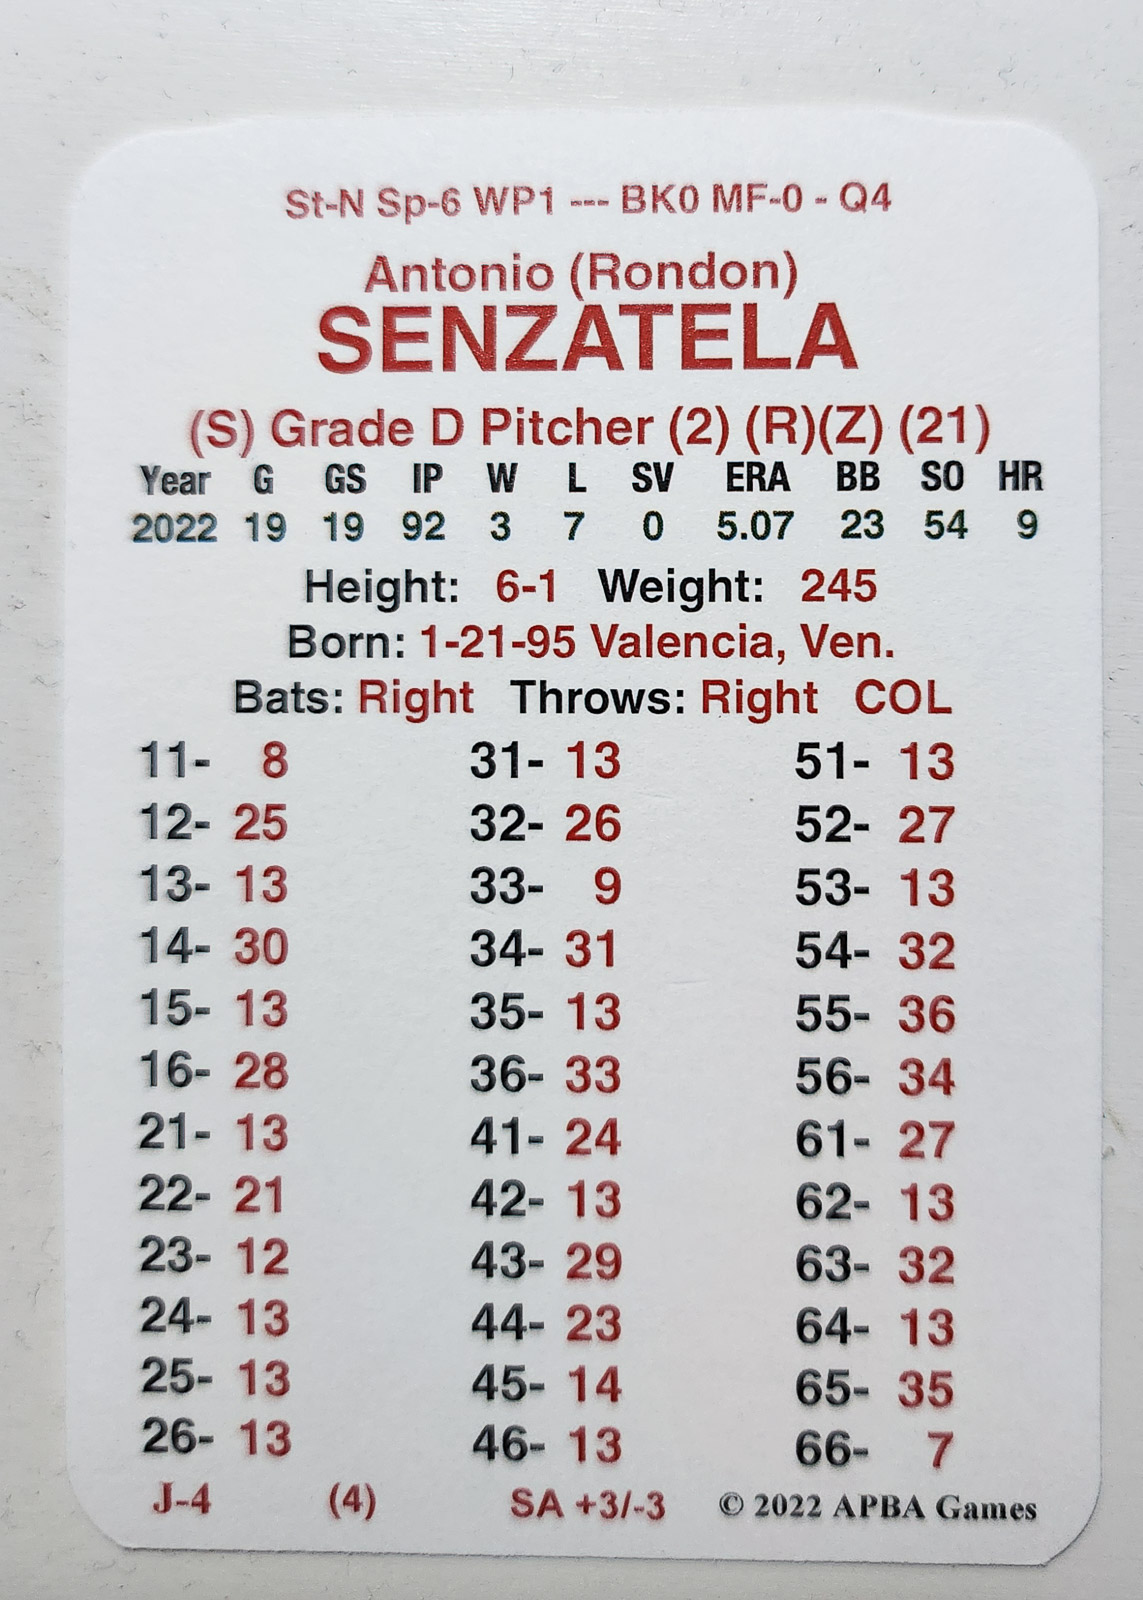 St-N Sp-6 WP1 --- BK0 MF-0 - Q4
Antonio (Rondon)
SENZATELA
(S) Grade D Pitcher (2) (R)(Z) (21)
Year G GS IP W L SV ERA BB SO HR
2022 19 19 92 3 7 0 5.07 23 54 9
Height: 6-1 Weight: 245
Born: 1-21-95 Valencia, Ven.
Bats: Right Throws: Right COL
11- 8 31- 13 51- 13
12- 25 32- 26 52- 27
13- 13 33- 9 53- 13
14- 30 34- 31 54- 32
15- 13 35- 13 55- 36
16- 28 36- 33 56- 34
21- 13 41- 24 61- 27
22- 21 42- 13 62- 13
23- 12 43- 29 63- 32
24- 13 44- 23 64- 13
25- 13 45- 14 65- 35
26- 13 46- 13 66- 7
J-4 (4) SA +3/-3 © 2022 APBA Games